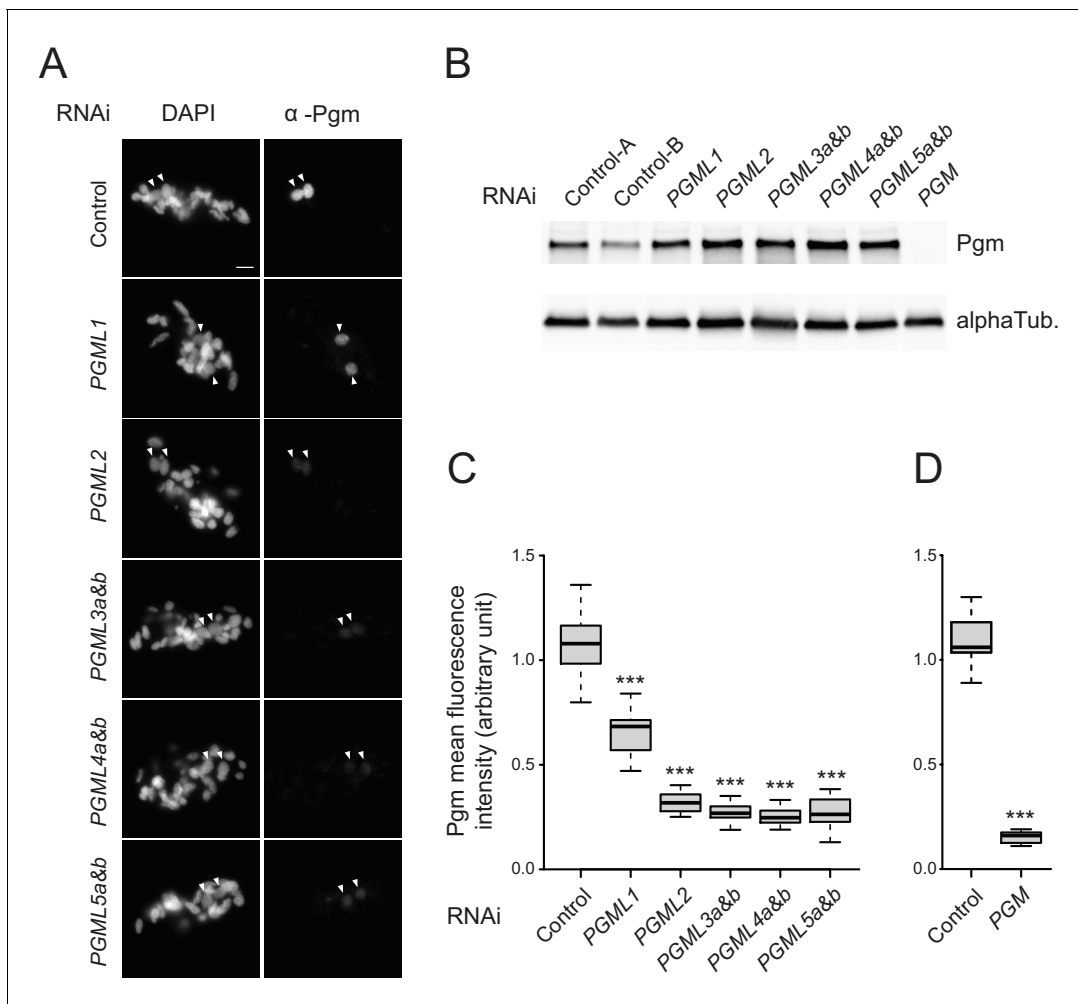 A
RNAi DAPI α -Pgm
Control
PGML1
PGML2
PGML3a&b
PGML4a&b
PGML5a&b
B
RNAi Control-A Control-B PGML1 PGML2 PGML3a&b PGML4a&b PGML5a&b PGM
Pgm
alphaTub.
C
Pgm mean fluorescence
intensity (arbitrary unit)
1.5
1.0
0.5
0.0
***
***
***
***
***
RNAi Control PGML1 PGML2 PGML3a&b PGML4a&b PGML5a&b
D
1.5
1.0
0.5
0.0
***
Control PGM